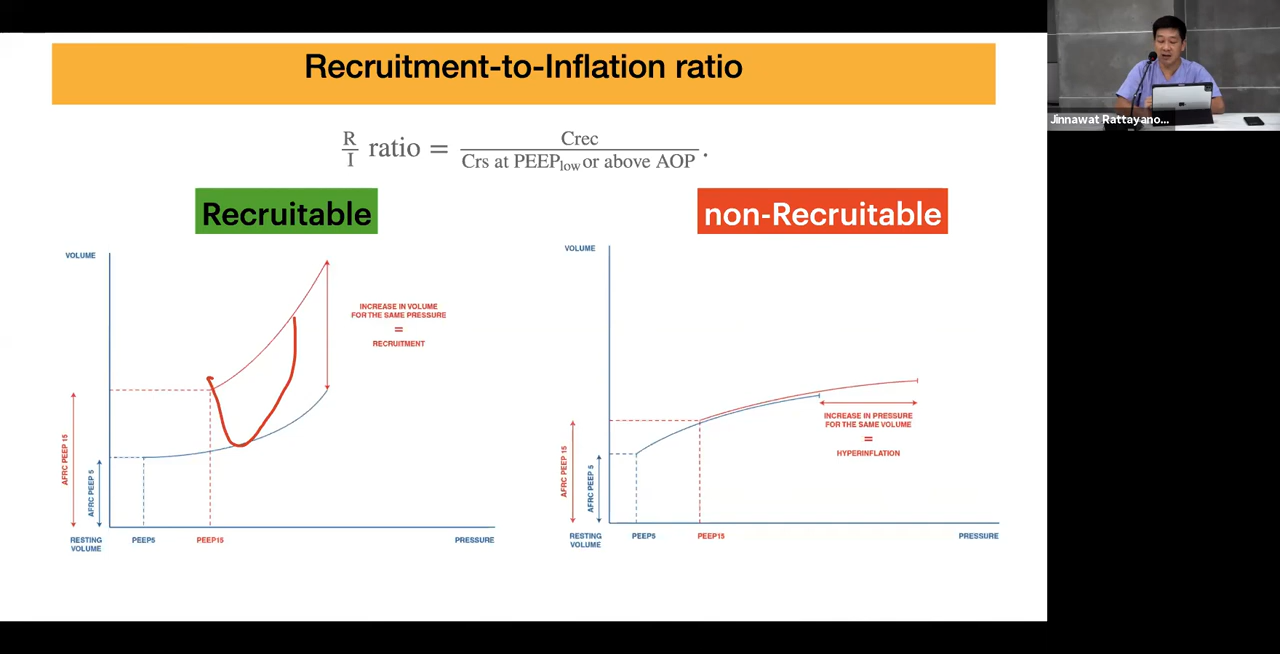 Recruitment-to-Inflation ratio
R/I ratio = Crec / Crs at PEEPlow or above AOP .
Recruitable
non-Recruitable
VOLUME
INCREASE IN VOLUME
FOR THE SAME PRESSURE
=
RECRUITMENT
AFRC PEEP 15
AFRC PEEP 5
RESTING
VOLUME
PEEP5
PEEP15
PRESSURE
VOLUME
INCREASE IN PRESSURE
FOR THE SAME VOLUME
=
HYPERINFLATION
AFRC PEEP 15
AFRC PEEP 5
RESTING
VOLUME
PEEP5
PEEP15
PRESSURE
Jinnawat Rattayano...